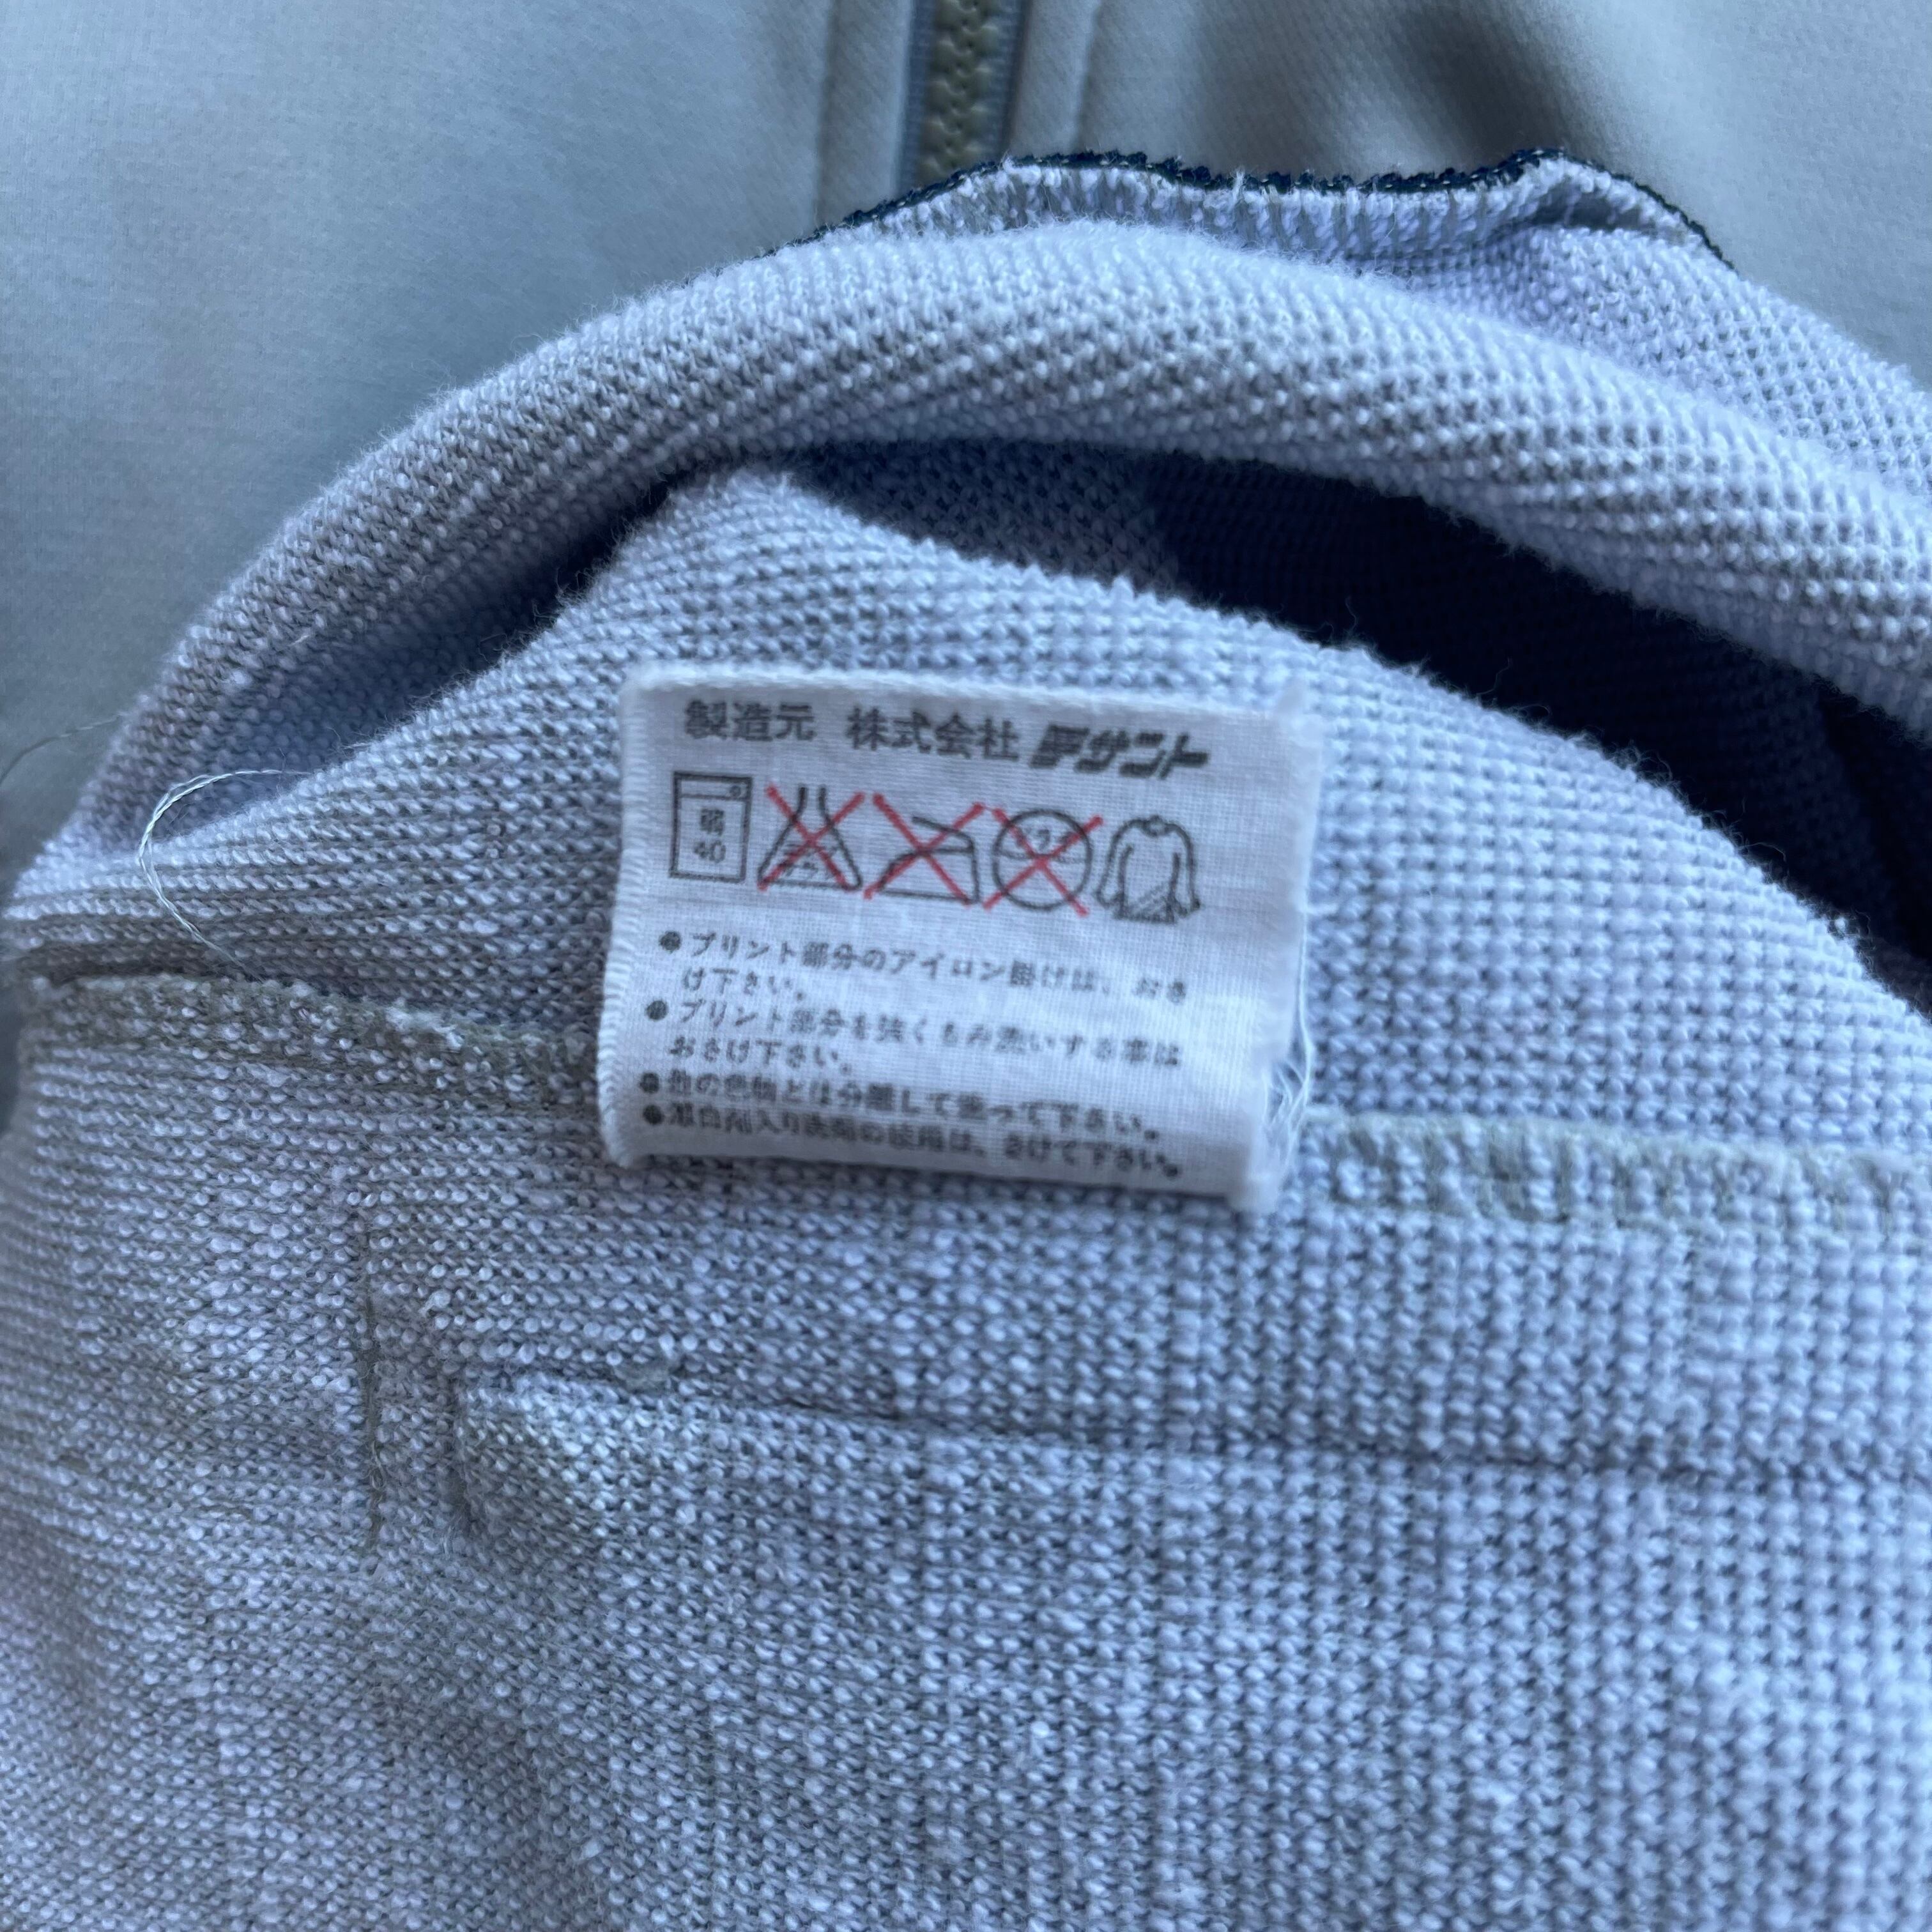 製造元 株式会社 デサント
弱
40
●プリント部分のアイロン掛けは、おさ
け下さい。
●プリント部分を強くもみ洗いする事は
おさけ下さい。
●他の色物とは分離して洗って下さい。
●漂白剤入り洗剤の使用は、さけて下さい。